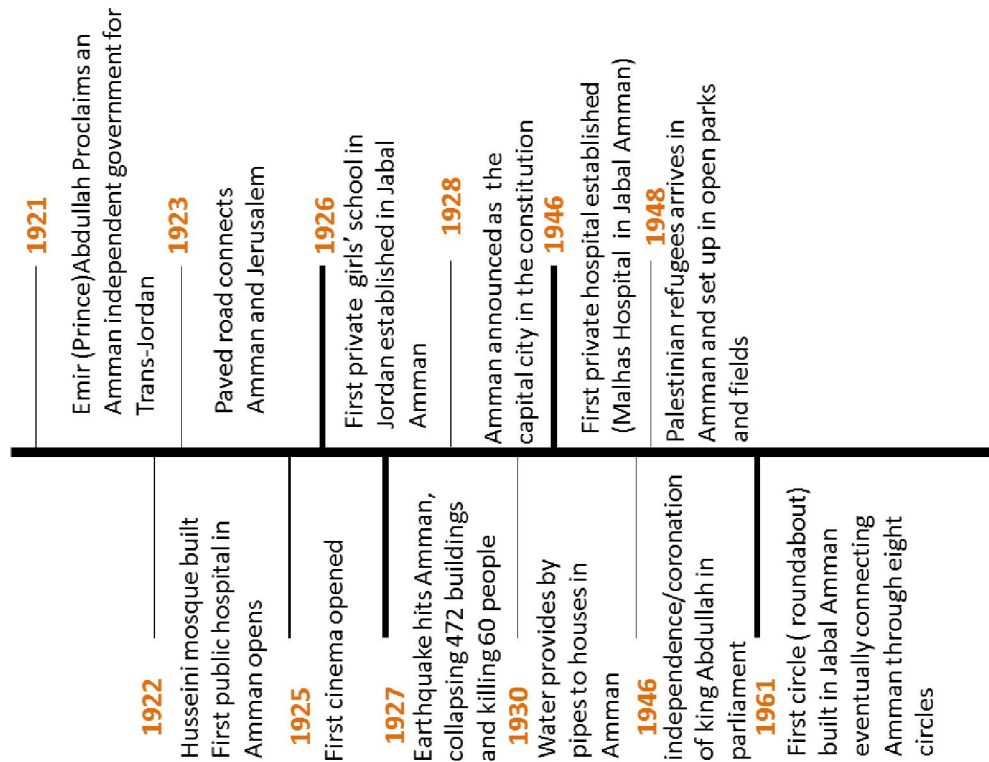 1921
Emir (Prince)Abdullah Proclaims an
Amman independent government for
Trans-Jordan
1922
Husseini mosque built
First public hospital in
Amman opens
1923
Paved road connects
Amman and Jerusalem
1925
First cinema opened
1926
First private girls' school in
Jordan established in Jabal
Amman
1927
Earthquake hits Amman,
collapsing 472 buildings
and killing 60 people
1928
Amman announced as the
capital city in the constitution
1930
Water provides by
pipes to houses in
Amman
1946
First private hospital established
(Malhas Hospital in Jabal Amman)
1946
independence/coronation
of king Abdullah in
parliament
1948
Palestinian refugees arrives in
Amman and set up in open parks
and fields
1961
First circle ( roundabout)
built in Jabal Amman
eventually connecting
Amman through eight
circles